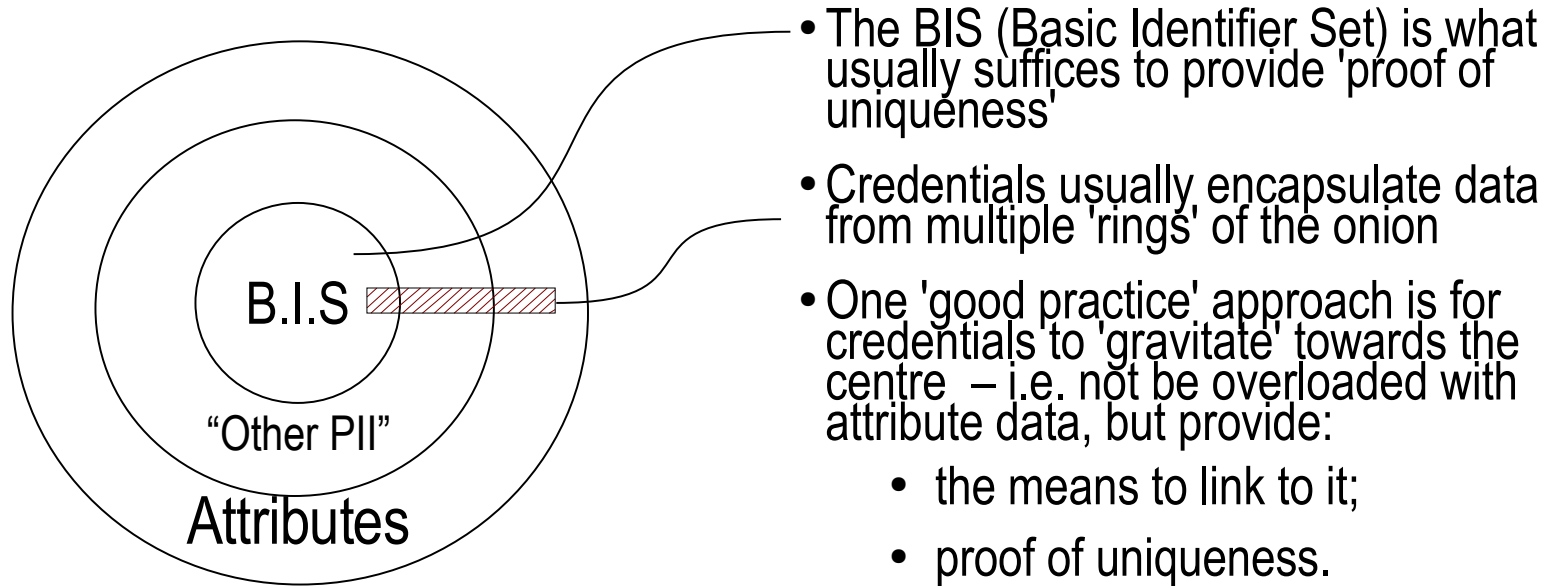 B.I.S
“Other PII”
Attributes
• The BIS (Basic Identifier Set) is what
usually suffices to provide 'proof of
uniqueness'
• Credentials usually encapsulate data
from multiple 'rings' of the onion
• One 'good practice' approach is for
credentials to 'gravitate' towards the
centre – i.e. not be overloaded with
attribute data, but provide:
• the means to link to it;
• proof of uniqueness.